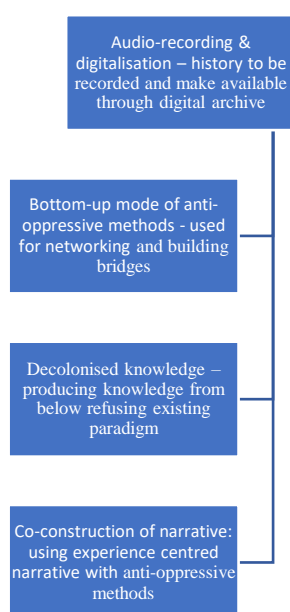 Audio-recording &
digitalisation – history to be
recorded and make available
through digital archive
Bottom-up mode of anti-
oppressive methods - used
for networking and building
bridges
Decolonised knowledge –
producing knowledge from
below refusing existing
paradigm
Co-construction of narrative:
using experience centred
narrative with anti-oppressive
methods